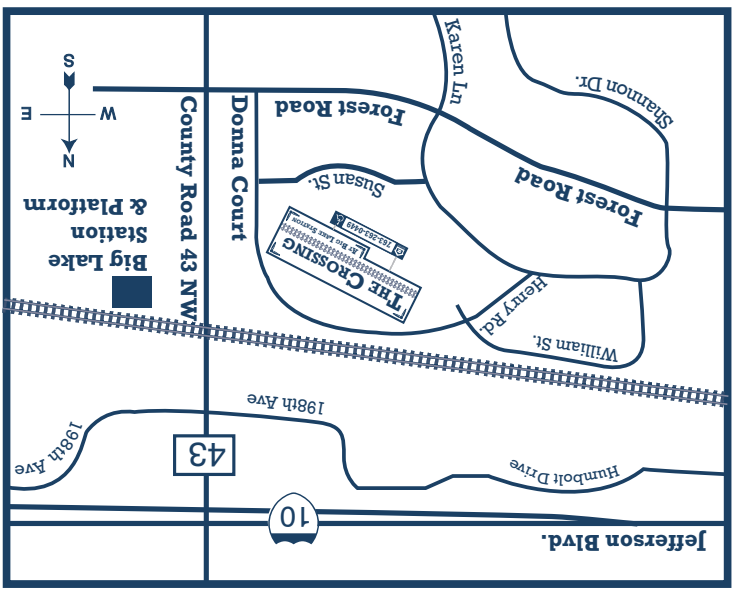 Jefferson Blvd.
10
Humbolt Drive
43
198th Ave
198th Ave
William St.
Henry Rd.
THE CROSSING
AT BIG LAKE STATION
763-263-0449
Big Lake
Station
& Platform
County Road 43 NW
Donna Court
Susan St.
Forest Road
Forest Road
N
W
E
S
Shannon Dr.
Karen Ln